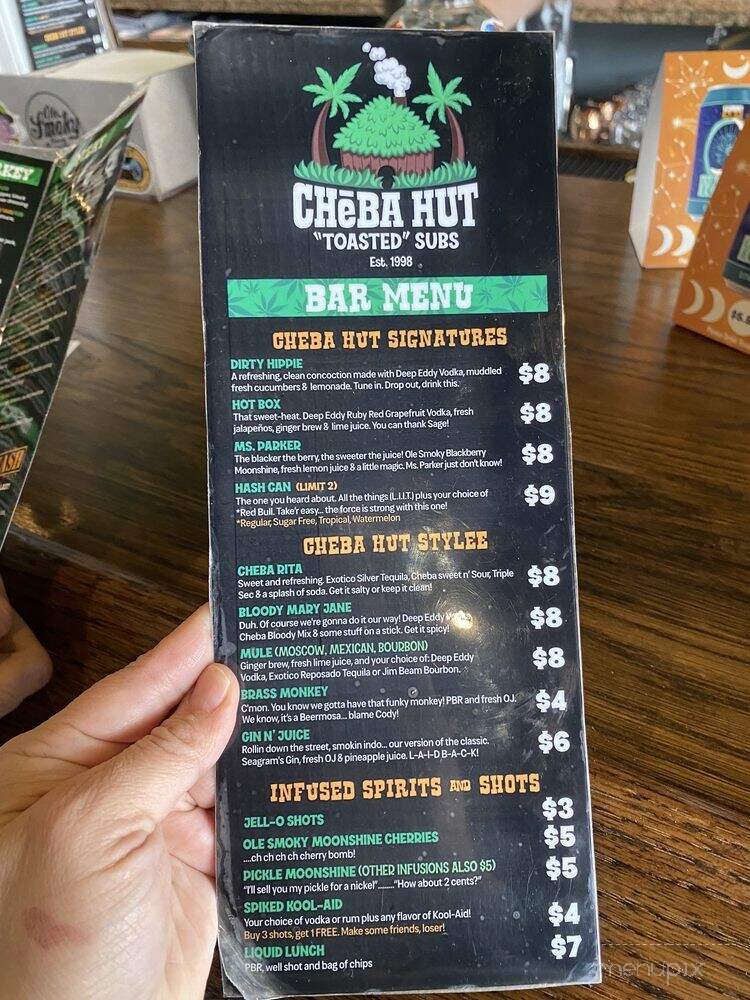 CHēBA HUT
"TOASTED" SUBS
Est. 1998
BAR MENU
CHEBA HUT SIGNATURES
DIRTY HIPPIE
A refreshing, clean concoction made with Deep Eddy Vodka, muddled
fresh cucumbers & lemonade. Tune in. Drop out, drink this.
$8
HOT BOX
That sweet-heat. Deep Eddy Ruby Red Grapefruit Vodka, fresh
jalapeños, ginger brew & lime juice. You can thank Sage!
$8
MS. PARKER
The blacker the berry, the sweeter the juice! Ole Smoky Blackberry
Moonshine, fresh lemon juice & a little magic. Ms. Parker just don't know!
$8
HASH CAN (LIMIT 2)
The one you heard about. All the things (L.I.I.T.) plus your choice of
*Red Bull. Take'r easy... the force is strong with this one!
*Regular, Sugar Free, Tropical, Watermelon
$9
CHEBA HUT STYLEE
CHEBA RITA
Sweet and refreshing. Exotico Silver Tequila, Cheba sweet n' Sour, Triple
Sec & a splash of soda. Get it salty or keep it clean!
$8
BLOODY MARY JANE
Duh. Of course we're gonna do it our way! Deep Eddy
Cheba Bloody Mix & some stuff on a stick. Get it spicy!
$8
MULE (MOSCOW, MEXICAN, BOURBON)
Ginger brew, fresh lime juice, and your choice of: Deep Eddy
Vodka, Exotico Reposado Tequila or Jim Beam Bourbon.
$8
BRASS MONKEY
C'mon. You know we gotta have that funky monkey! PBR and fresh OJ.
We know, it's a Beermosa... blame Cody!
$4
GIN N' JUICE
Rollin down the street, smokin indo... our version of the classic.
Seagram's Gin, fresh OJ & pineapple juice. L-A-I-D B-A-C-K!
$6
INFUSED SPIRITS AND SHOTS
JELL-O SHOTS
$3
OLE SMOKY MOONSHINE CHERRIES
....ch ch ch ch cherry bomb!
$5
PICKLE MOONSHINE (OTHER INFUSIONS ALSO $5)
"I'll sell you my pickle for a nickel"........"How about 2 cents?"
$5
SPIKED KOOL-AID
Your choice of vodka or rum plus any flavor of Kool-Aid!
Buy 3 shots, get 1 FREE. Make some friends, loser!
$4
LIQUID LUNCH
PBR, well shot and bag of chips
$7
Ole
Smoky
menupix